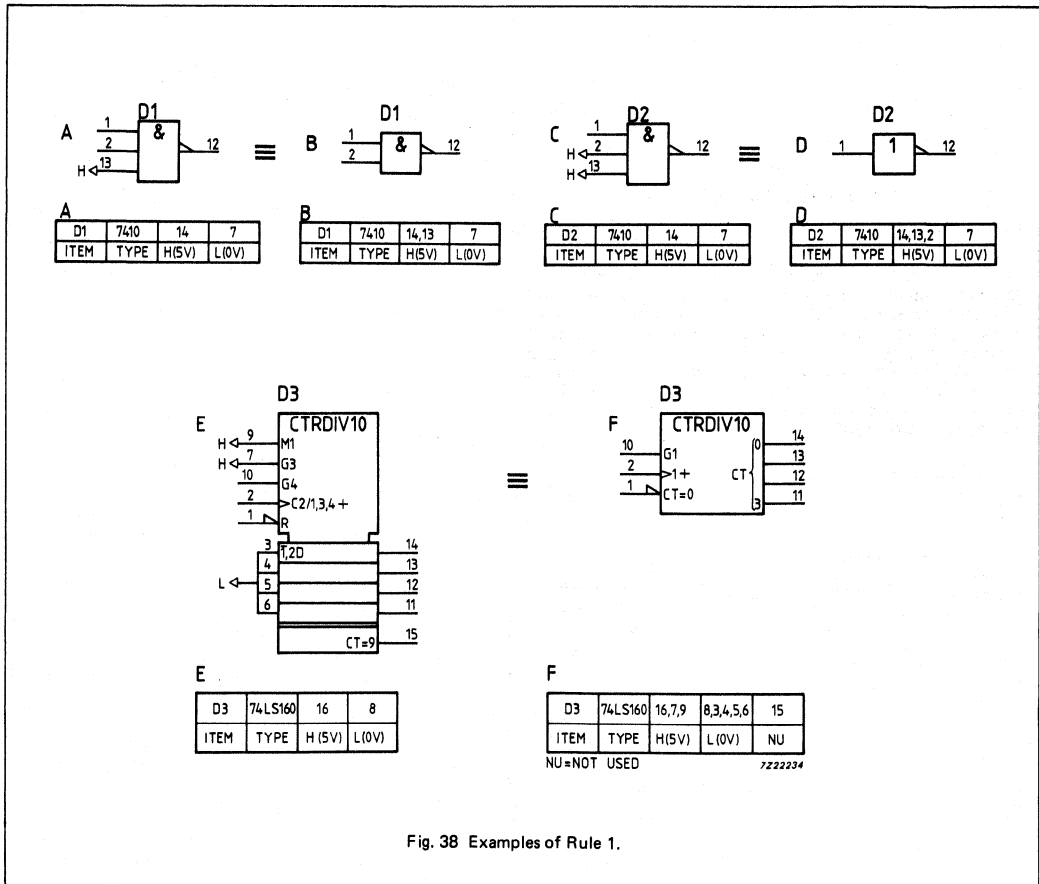 D1
A
1
2
H 13
&
12
≡
D1
B
1
2
&
12
D2
C
1
H 2
H 13
&
12
≡
D2
D
1
1
12
A
D1 7410 14 7
ITEM TYPE H(5V) L(0V)
B
D1 7410 14,13 7
ITEM TYPE H(5V) L(0V)
C
D2 7410 14 7
ITEM TYPE H(5V) L(0V)
D
D2 7410 14,13,2 7
ITEM TYPE H(5V) L(0V)
D3
E
CTRDIV10
H 9 M1
H 7 G3
10 G4
2 C2/1,3,4+
1 R
3 1̅,2D 14
4 13
L 5 12
6 11
CT=9 15
≡
D3
F
CTRDIV10
10 G1
2 1+
1 CT=0
CT
0 14
13
12
3 11
E
D3 74LS160 16 8
ITEM TYPE H (5V) L(0V)
F
D3 74LS160 16,7,9 8,3,4,5,6 15
ITEM TYPE H(5V) L(0V) NU
NU=NOT USED
7Z22234
Fig. 38 Examples of Rule 1.